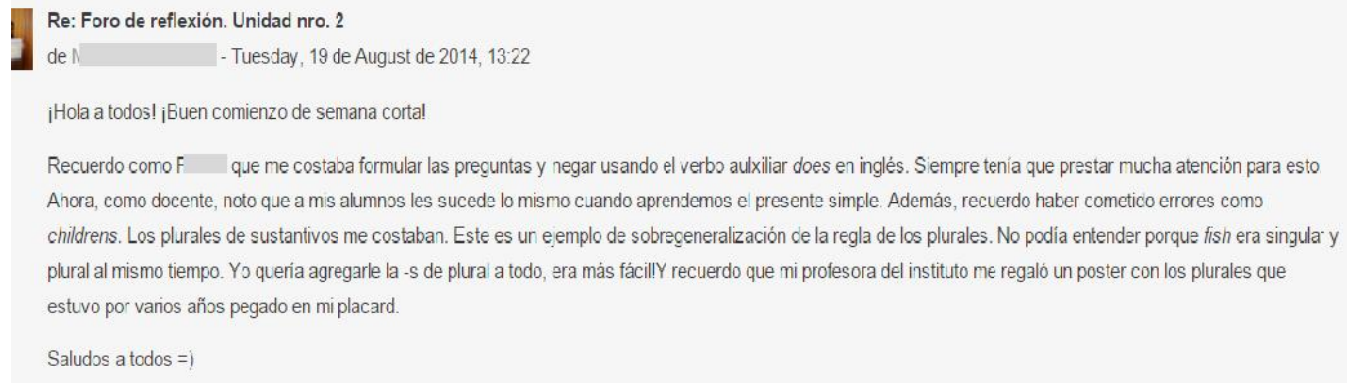 Re: Foro de reflexión. Unidad nro. 2
de - Tuesday, 19 de August de 2014, 13:22
¡Hola a todos! ¡Buen comienzo de semana corta!
Recuerdo como que me costaba formular las preguntas y negar usando el verbo aulxiliar does en inglés. Siempre tenía que prestar mucha atención para esto
Ahora, como docente, noto que a mis alumnos les sucede lo mismo cuando aprendemos el presente simple. Además, recuerdo haber cometido errores como
childrens. Los plurales de sustantivos me costaban. Este es un ejemplo de sobregeneralización de la regla de los plurales. No podía entender porque fish era singular y
plural al mismo tiempo. Yo quería agregarle la -s de plural a todo, era más fácil!Y recuerdo que mi profesora del instituto me regaló un poster con los plurales que
estuvo por varios años pegado en mi placard.
Saludos a todos =)